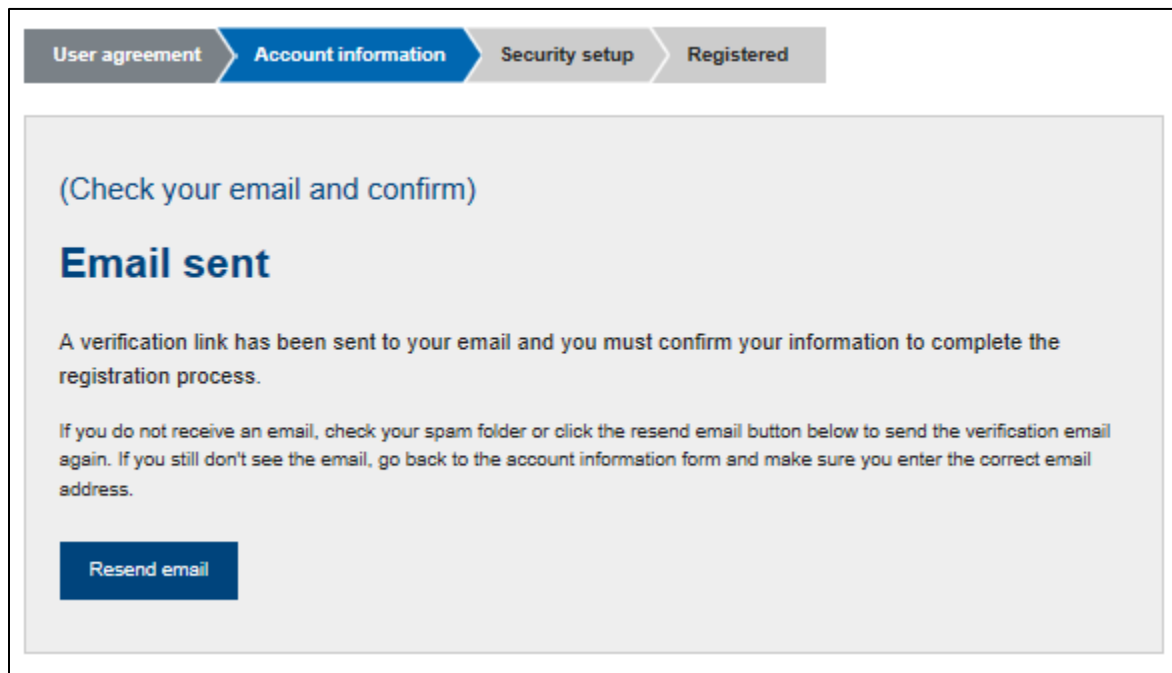 User agreement
Account information
Security setup
Registered
(Check your email and confirm)
Email sent
A verification link has been sent to your email and you must confirm your information to complete the
registration process.
If you do not receive an email, check your spam folder or click the resend email button below to send the verification email
again. If you still don't see the email, go back to the account information form and make sure you enter the correct email
address.
Resend email